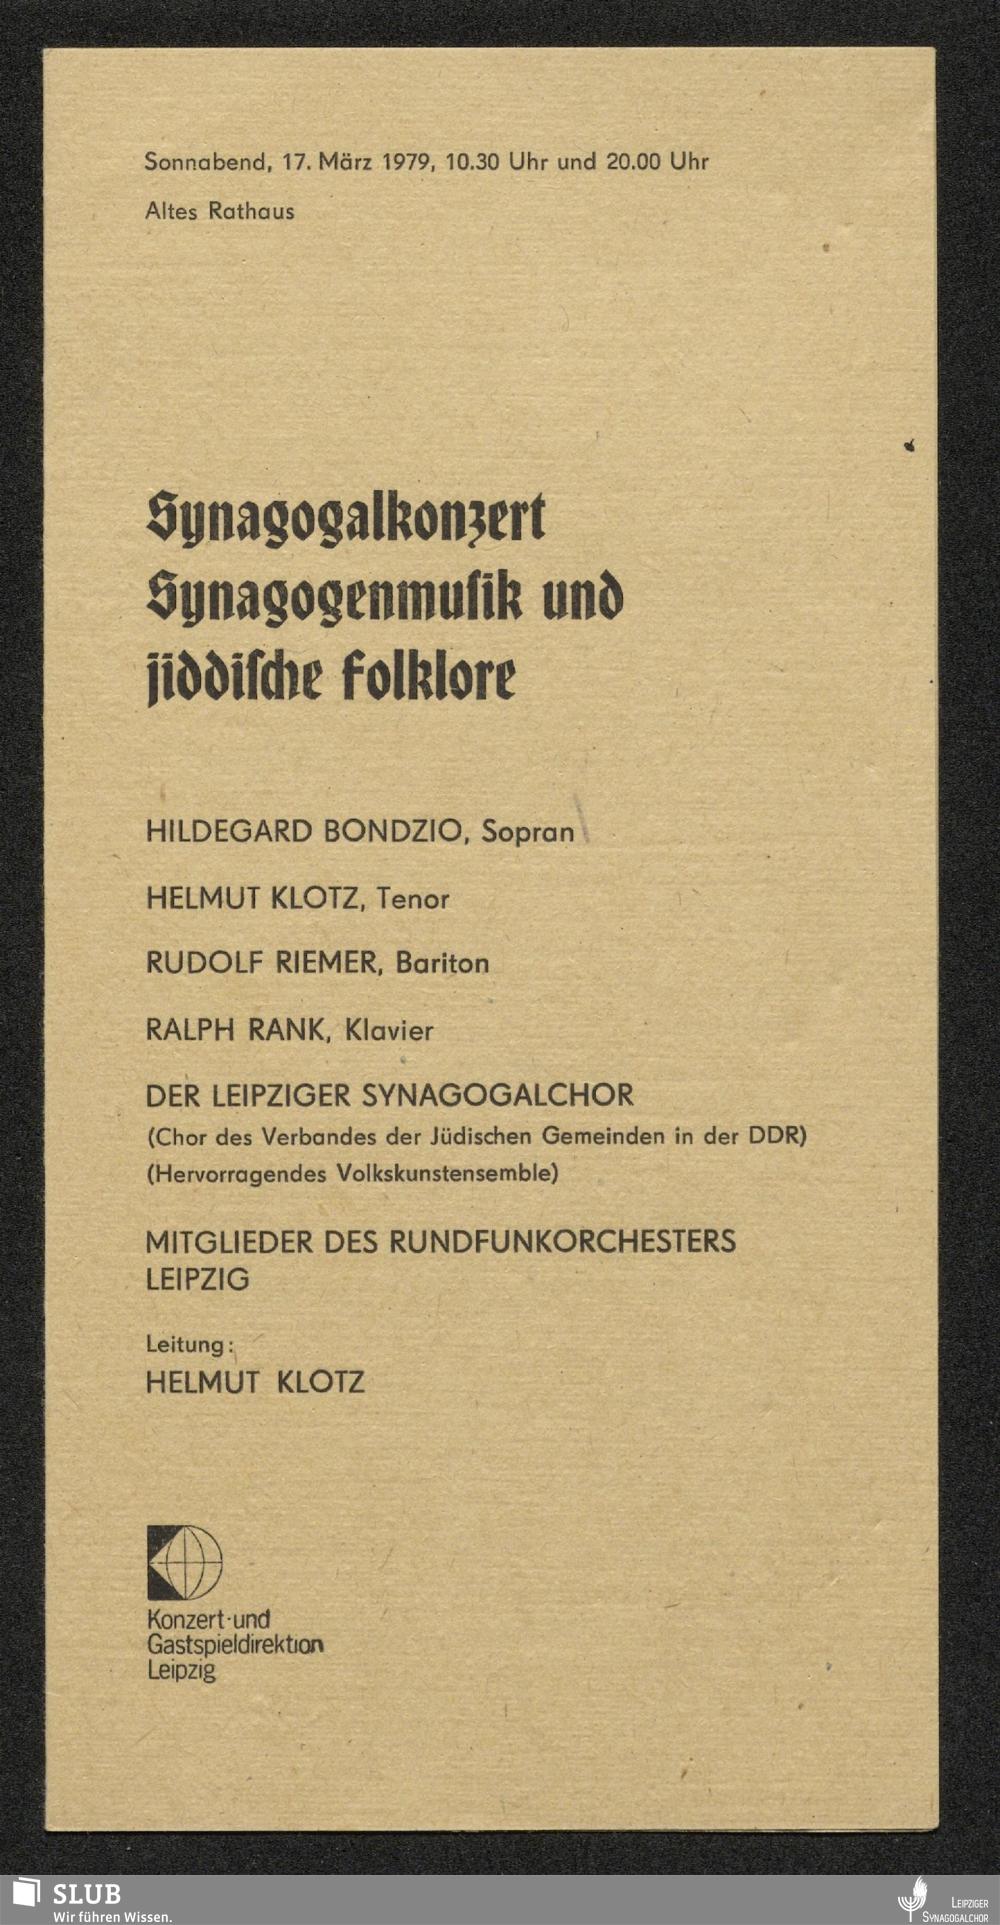 Sonnabend, 17. März 1979, 10.30 Uhr und 20.00 Uhr
Altes Rathaus
Synagogalkonzert
Synagogenmuſik und
jiddiſche Folklore
HILDEGARD BONDZIO, Sopran
HELMUT KLOTZ, Tenor
RUDOLF RIEMER, Bariton
RALPH RANK, Klavier
DER LEIPZIGER SYNAGOGALCHOR
(Chor des Verbandes der Jüdischen Gemeinden in der DDR)
(Hervorragendes Volkskunstensemble)
MITGLIEDER DES RUNDFUNKORCHESTERS
LEIPZIG
Leitung:
HELMUT KLOTZ
Konzert-und
Gastspieldirektion
Leipzig
SLUB
Wir führen Wissen.
LEIPZIGER
SYNAGOGALCHOR